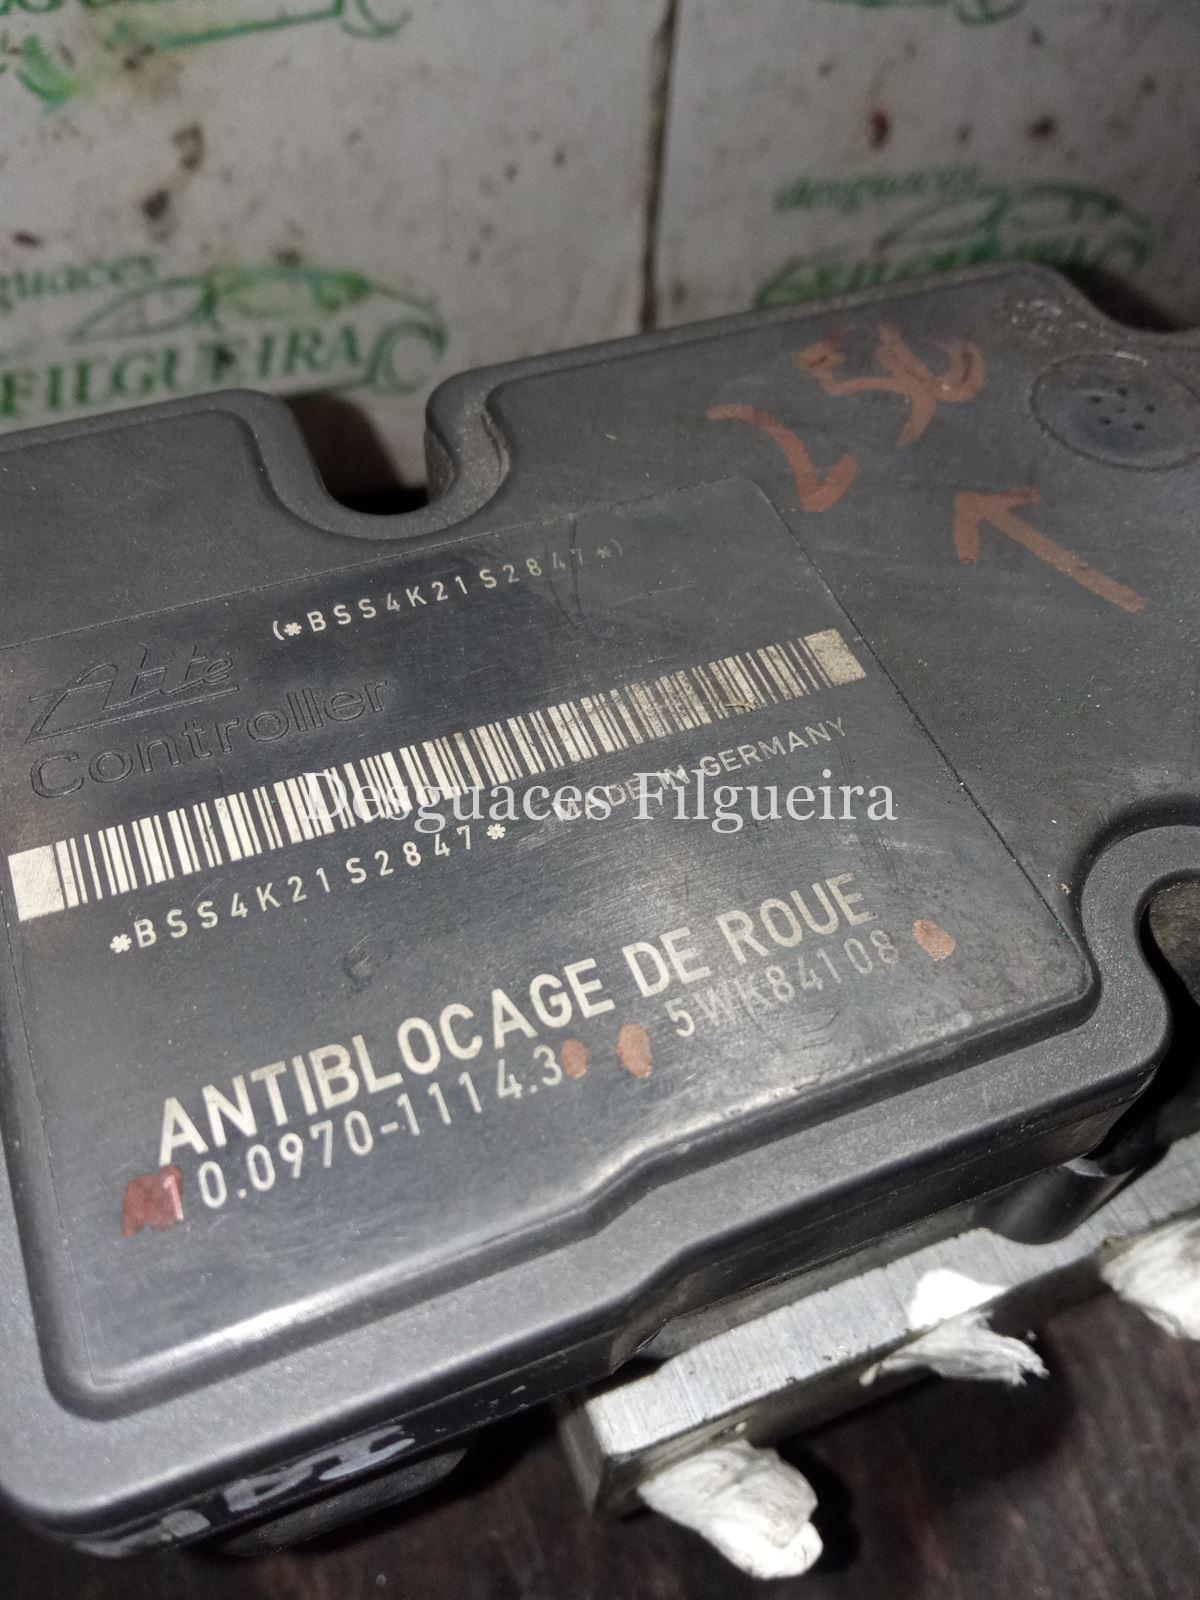 desguaces
FILGUEIRA
desguaces
(*BSS4K21S2847*)
Ate
Controller
Desguaces Filgueira
MADE IN GERMANY
*BSS4K21S2847*
ANTIBLOCAGE DE ROUE
10.0970-1114.3
5WK84108